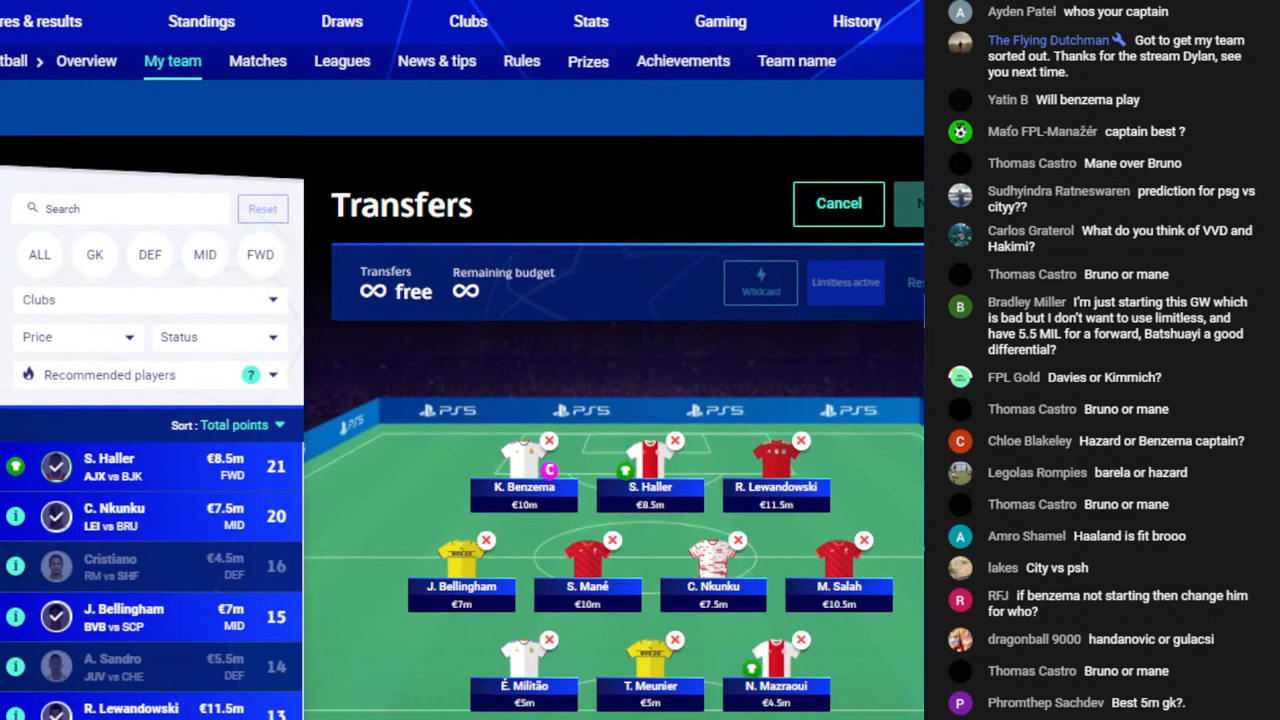 res & results Standings Draws Clubs Stats Gaming History
tball > Overview My team Matches Leagues News & tips Rules Prizes Achievements Team name
Search Reset
ALL GK DEF MID FWD
Clubs
Price Status
Recommended players ?
Sort : Total points
S. Haller €8.5m 21
AJX vs BJK FWD
C. Nkunku €7.5m 20
LEI vs BRU MID
Cristiano €4.5m 16
RM vs SHF DEF
J. Bellingham €7m 15
BVB vs SCP MID
A. Sandro €5.5m 14
JUV vs CHE DEF
R. Lewandowski €11.5m 13
Transfers Cancel
Transfers Remaining budget
∞ free ∞
Wildcard Limitless active Res
PS5 PS5 PS5 PS5 PS5
C
K. Benzema S. Haller R. Lewandowski
€10m €8.5m €11.5m
J. Bellingham S. Mané C. Nkunku M. Salah
€7m €10m €7.5m €10.5m
É. Militão T. Meunier N. Mazraoui
€5m €5m €4.5m
A Ayden Patel whos your captain
The Flying Dutchman Got to get my team
sorted out. Thanks for the stream Dylan, see
you next time.
Yatin B Will benzema play
Maťo FPL-Manažér captain best ?
Thomas Castro Mane over Bruno
Sudhyindra Ratneswaren prediction for psg vs
cityy??
Carlos Graterol What do you think of VVD and
Hakimi?
Thomas Castro Bruno or mane
B Bradley Miller I'm just starting this GW which
is bad but I don't want to use limitless, and
have 5.5 MIL for a forward, Batshuayi a good
differential?
FPL Gold Davies or Kimmich?
Thomas Castro Bruno or mane
C Chloe Blakeley Hazard or Benzema captain?
Legolas Rompies barela or hazard
Thomas Castro Bruno or mane
A Amro Shamel Haaland is fit brooo
lakes City vs psh
R RFJ if benzema not starting then change him
for who?
dragonball 9000 handanovic or gulacsi
Thomas Castro Bruno or mane
P Phromthep Sachdev Best 5m gk?.